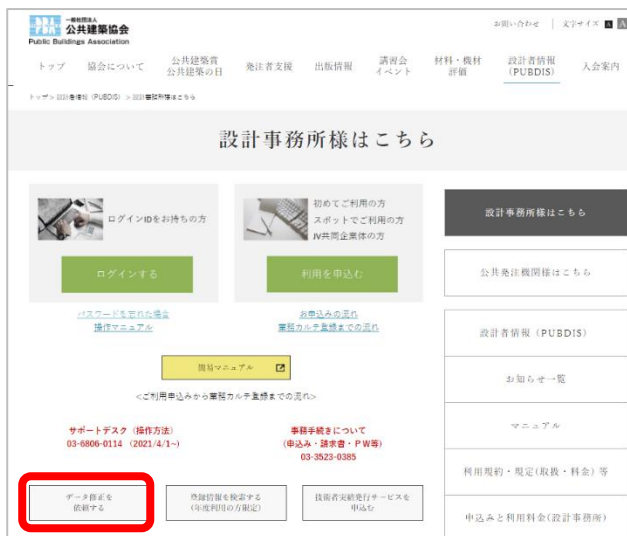 一般社団法人
公共建築協会
Public Buildings Association
お問い合わせ | 文字サイズ A A
トップ
協会について
公共建築賞
公共建築の日
発注者支援
出版情報
講習会
イベント
材料・機材
評価
設計者情報
(PUBDIS)
入会案内
トップ > 設計者情報 (PUBDIS) > 設計事務所様はこちら
設計事務所様はこちら
ログインIDをお持ちの方
ログインする
パスワードを忘れた場合
操作マニュアル
初めてご利用の方
スポットでご利用の方
JV共同企業体の方
利用を申込む
お申込みの流れ
業務カルテ登録までの流れ
簡易マニュアル
<ご利用申込みから業務カルテ登録までの流れ>
サポートデスク (操作方法)
03-6806-0114 (2021/4/1~)
事務手続きについて
(申込み・請求書・PW等)
03-3523-0385
データ修正を
依頼する
登録情報を検索する
(年度利用の方限定)
技術者実績発行サービスを
申込む
設計事務所様はこちら
公共発注機関様はこちら
設計者情報 (PUBDIS)
お知らせ一覧
マニュアル
利用規約・規定(取扱・料金) 等
申込みと利用料金(設計事務所)